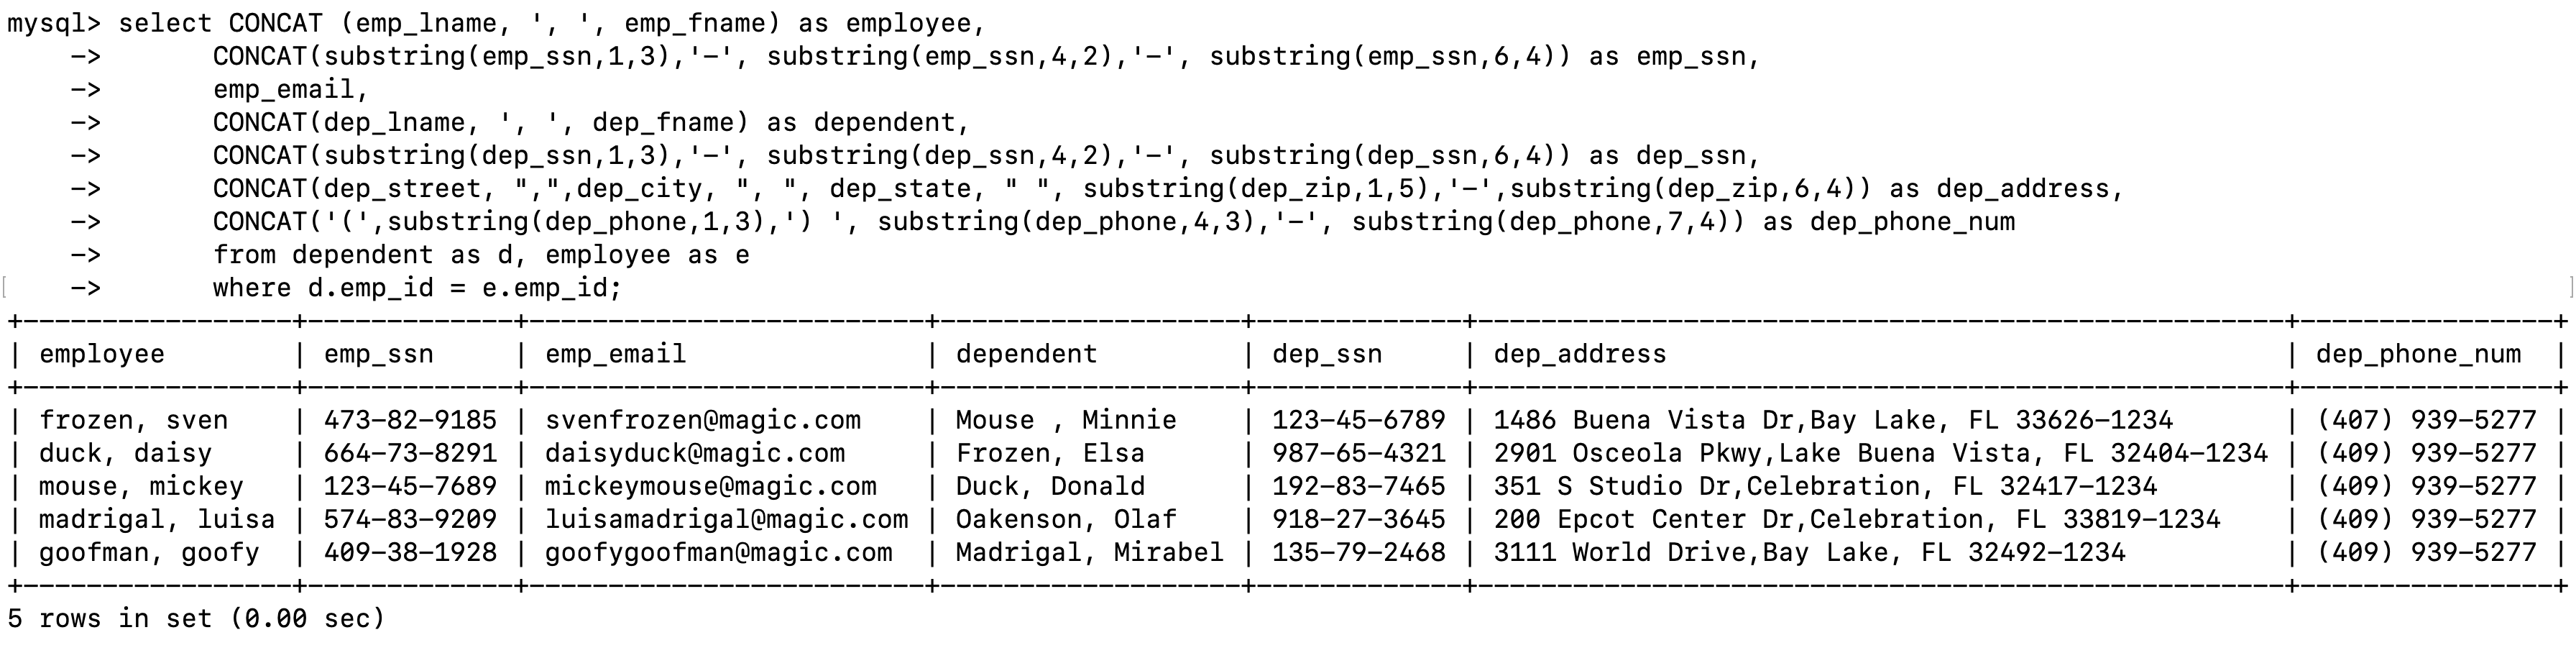 mysql> select CONCAT (emp_lname, ', ', emp_fname) as employee,
    ->       CONCAT(substring(emp_ssn,1,3),'-', substring(emp_ssn,4,2),'-', substring(emp_ssn,6,4)) as emp_ssn,
    ->       emp_email,
    ->       CONCAT(dep_lname, ', ', dep_fname) as dependent,
    ->       CONCAT(substring(dep_ssn,1,3),'-', substring(dep_ssn,4,2),'-', substring(dep_ssn,6,4)) as dep_ssn,
    ->       CONCAT(dep_street, ",",dep_city, ", ", dep_state, " ", substring(dep_zip,1,5),'-',substring(dep_zip,6,4)) as dep_address,
    ->       CONCAT('(',substring(dep_phone,1,3),') ', substring(dep_phone,4,3),'-', substring(dep_phone,7,4)) as dep_phone_num
    ->       from dependent as d, employee as e
[    ->       where d.emp_id = e.emp_id; ]
+-----------------+-------------+-------------------------+-------------------+-------------+---------------------------------------------------+----------------+
| employee        | emp_ssn     | emp_email               | dependent         | dep_ssn     | dep_address                                       | dep_phone_num  |
+-----------------+-------------+-------------------------+-------------------+-------------+---------------------------------------------------+----------------+
| frozen, sven    | 473-82-9185 | svenfrozen@magic.com    | Mouse , Minnie    | 123-45-6789 | 1486 Buena Vista Dr,Bay Lake, FL 33626-1234       | (407) 939-5277 |
| duck, daisy     | 664-73-8291 | daisyduck@magic.com     | Frozen, Elsa      | 987-65-4321 | 2901 Osceola Pkwy,Lake Buena Vista, FL 32404-1234 | (409) 939-5277 |
| mouse, mickey   | 123-45-7689 | mickeymouse@magic.com   | Duck, Donald      | 192-83-7465 | 351 S Studio Dr,Celebration, FL 32417-1234        | (409) 939-5277 |
| madrigal, luisa | 574-83-9209 | luisamadrigal@magic.com | Oakenson, Olaf    | 918-27-3645 | 200 Epcot Center Dr,Celebration, FL 33819-1234    | (409) 939-5277 |
| goofman, goofy  | 409-38-1928 | goofygoofman@magic.com  | Madrigal, Mirabel | 135-79-2468 | 3111 World Drive,Bay Lake, FL 32492-1234          | (409) 939-5277 |
+-----------------+-------------+-------------------------+-------------------+-------------+---------------------------------------------------+----------------+
5 rows in set (0.00 sec)